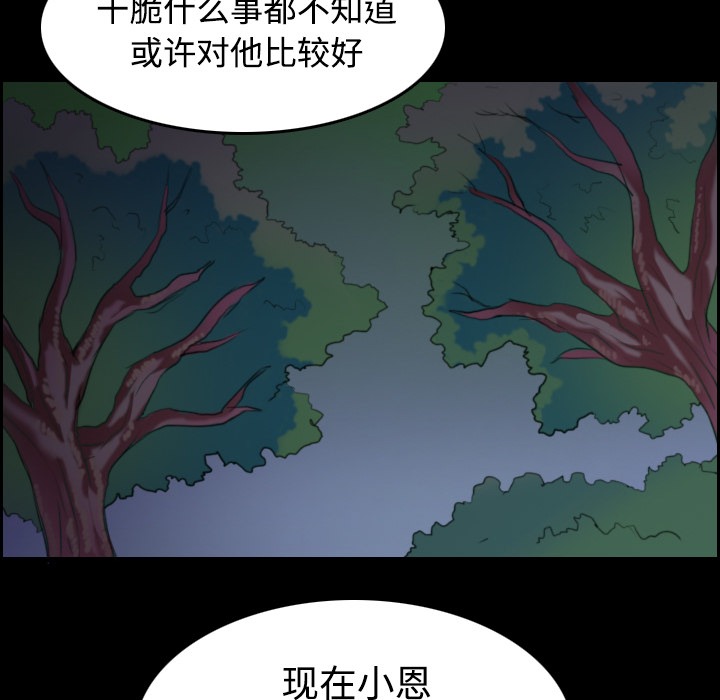 干脆什么事都不知道
或许对他比较好
现在小恩